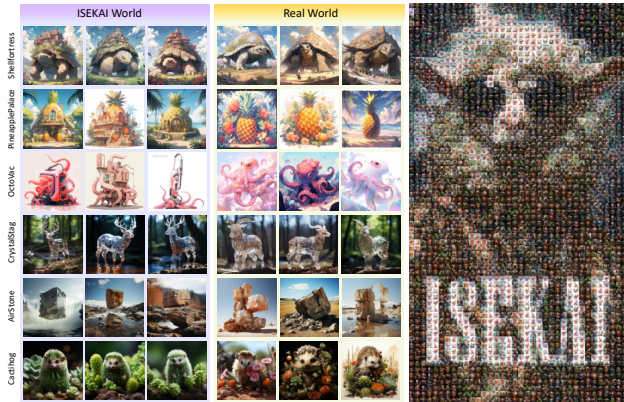 ISEKAI World
Real World
Shellfortress
PineapplePalace
OctoVac
CrystalStag
AirStone
Cactihog
ISEKAI